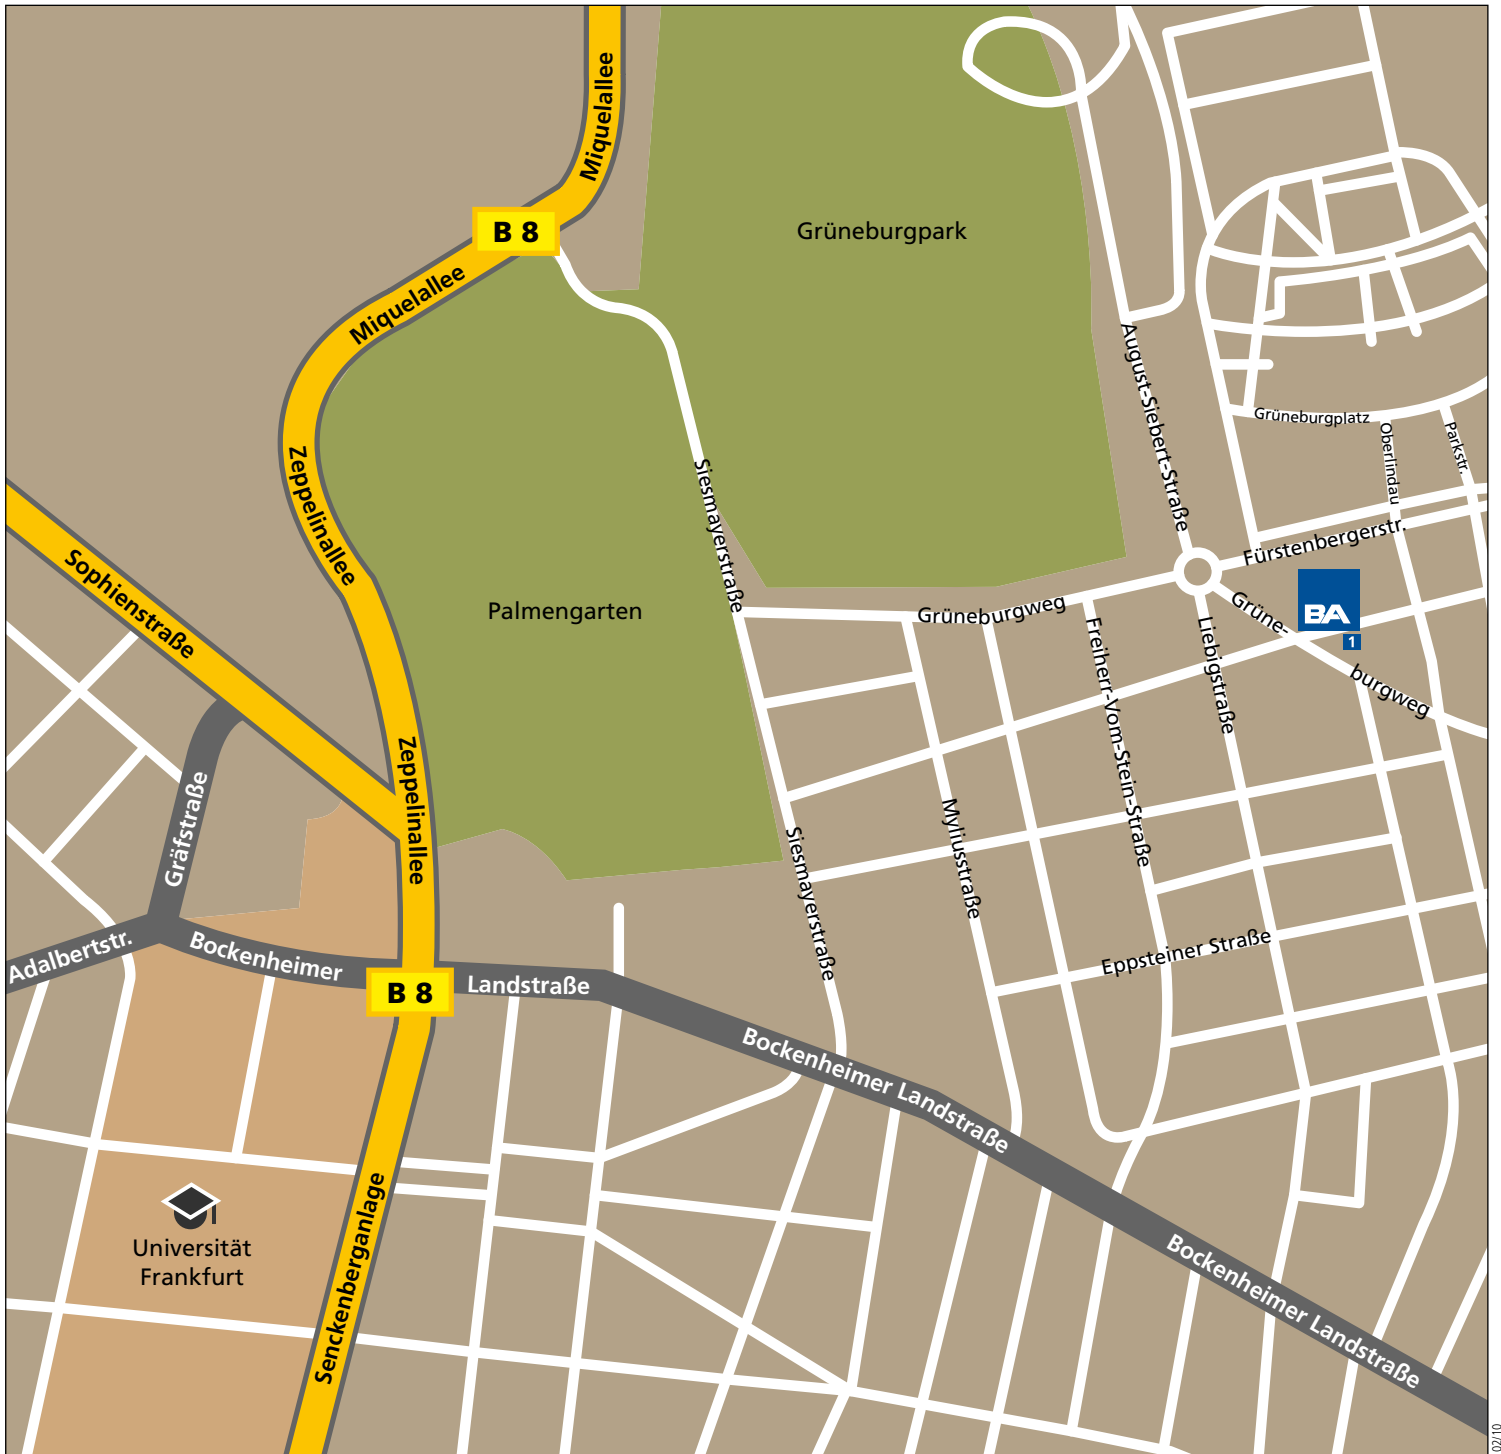 Miquelallee
B 8
Miquelallee
Grüneburgpark
August-Siebert-Straße
Grüneburgplatz
Oberlindau
Parkstr.
Zeppelinallee
Siesmayerstraße
Sophienstraße
Palmengarten
Fürstenbergerstr.
Grüneburgweg
Grüne-
burgweg
BA
1
Freiherr-Vom-Stein-Straße
Liebigstraße
Zeppelinallee
Gräfstraße
Myliusstraße
Siesmayerstraße
Adalbertstr.
Bockenheimer
B 8
Landstraße
Eppsteiner Straße
Bockenheimer Landstraße
Senckenberganlage
Universität
Frankfurt
Bockenheimer Landstraße
02/10